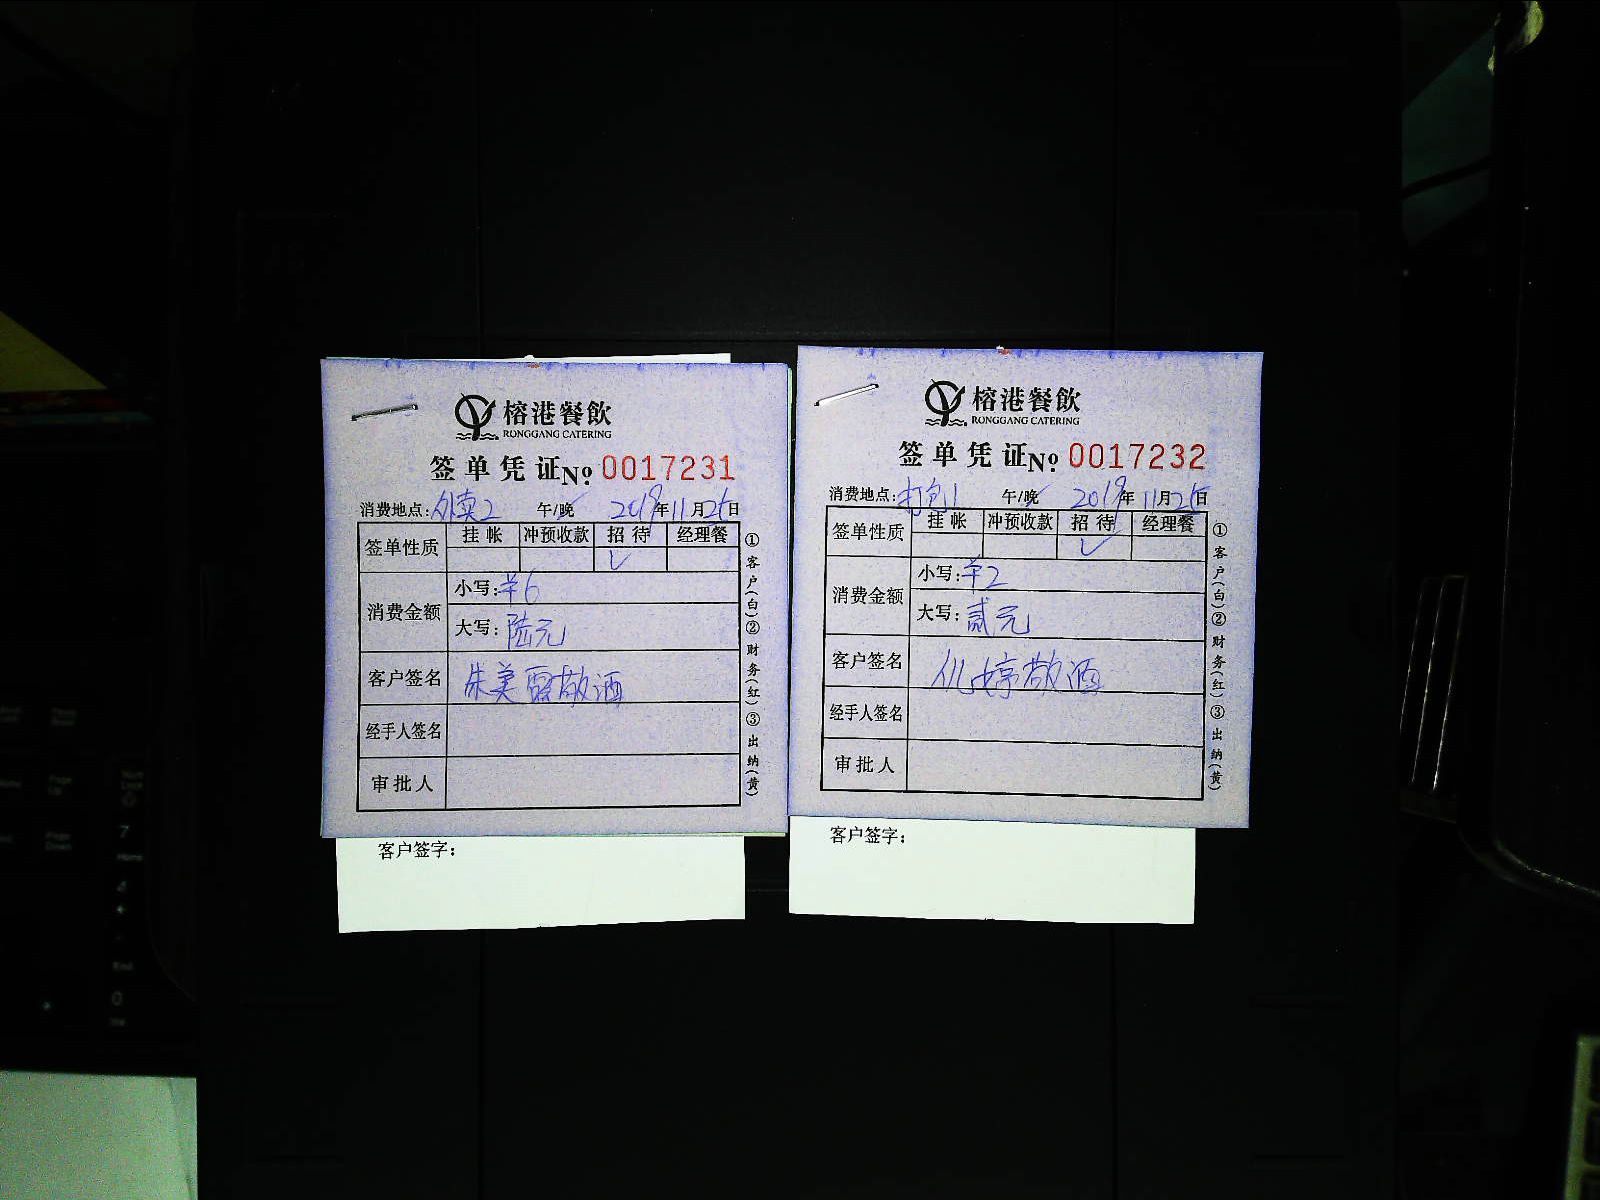 榕港餐飲
RONGGANG CATERING
签单凭证No 0017231
消费地点:外卖2 午/晚✓ 2019年11月25日
签单性质 挂帐 冲预收款 招待 经理餐
✓
消费金额 小写:¥6
大写:陆元
客户签名 朱美霞敬酒
经手人签名
审批人
①客户(白)②财务(红)③出纳(黄)
客户签字:
榕港餐飲
RONGGANG CATERING
签单凭证No 0017232
消费地点:打包1 午/晚✓ 2019年11月25日
签单性质 挂帐 冲预收款 招待 经理餐
✓
消费金额 小写:¥2
大写:贰元
客户签名 仇婷敬酒
经手人签名
审批人
①客户(白)②财务(红)③出纳(黄)
客户签字:
7
Home
4
End
0